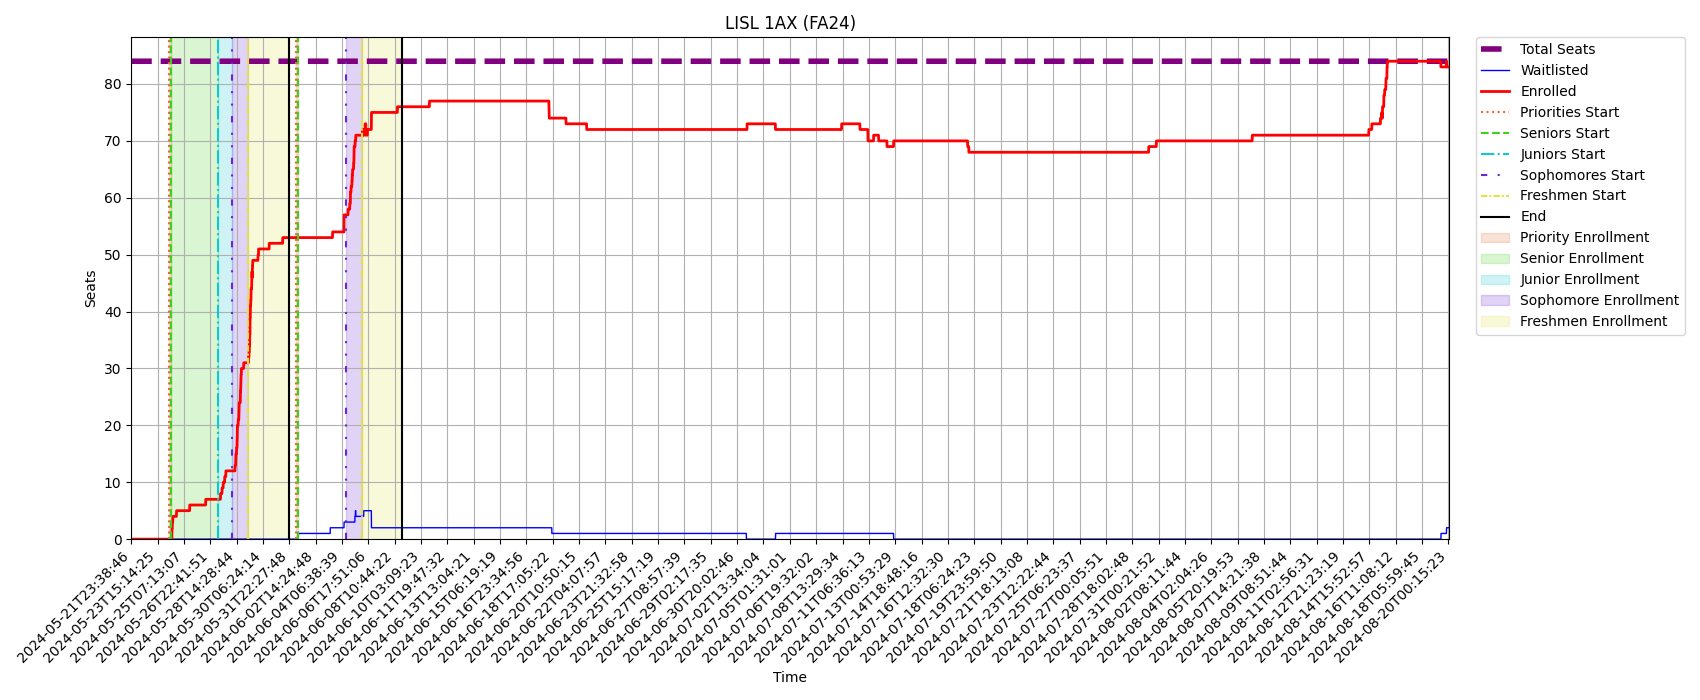 LISL 1AX (FA24)
Seats
80
70
60
50
40
30
20
10
0
2024-05-21T23:38:46
2024-05-23T15:14:25
2024-05-25T07:13:07
2024-05-26T22:41:51
2024-05-28T14:28:44
2024-05-30T06:24:14
2024-05-31T22:27:48
2024-06-02T14:24:48
2024-06-04T06:38:39
2024-06-06T17:51:06
2024-06-08T10:44:22
2024-06-10T03:09:23
2024-06-11T19:47:32
2024-06-13T13:04:21
2024-06-15T06:19:19
2024-06-16T23:34:56
2024-06-18T17:05:22
2024-06-20T10:50:15
2024-06-22T04:07:57
2024-06-23T21:32:58
2024-06-25T15:17:19
2024-06-27T08:57:39
2024-06-29T02:17:35
2024-06-30T20:02:46
2024-07-02T13:34:04
2024-07-05T01:31:01
2024-07-06T19:32:02
2024-07-08T13:29:34
2024-07-11T06:36:13
2024-07-13T00:53:29
2024-07-14T18:48:16
2024-07-16T12:32:30
2024-07-18T06:24:23
2024-07-19T23:59:50
2024-07-21T18:13:08
2024-07-23T12:22:44
2024-07-25T06:23:37
2024-07-27T00:05:51
2024-07-28T18:02:48
2024-07-31T00:21:52
2024-08-02T08:11:44
2024-08-04T02:04:26
2024-08-05T20:19:53
2024-08-07T14:21:38
2024-08-09T08:51:44
2024-08-11T02:56:31
2024-08-12T21:23:19
2024-08-14T15:52:57
2024-08-16T11:08:12
2024-08-18T05:59:45
2024-08-20T00:15:23
Time
Total Seats
Waitlisted
Enrolled
Priorities Start
Seniors Start
Juniors Start
Sophomores Start
Freshmen Start
End
Priority Enrollment
Senior Enrollment
Junior Enrollment
Sophomore Enrollment
Freshmen Enrollment